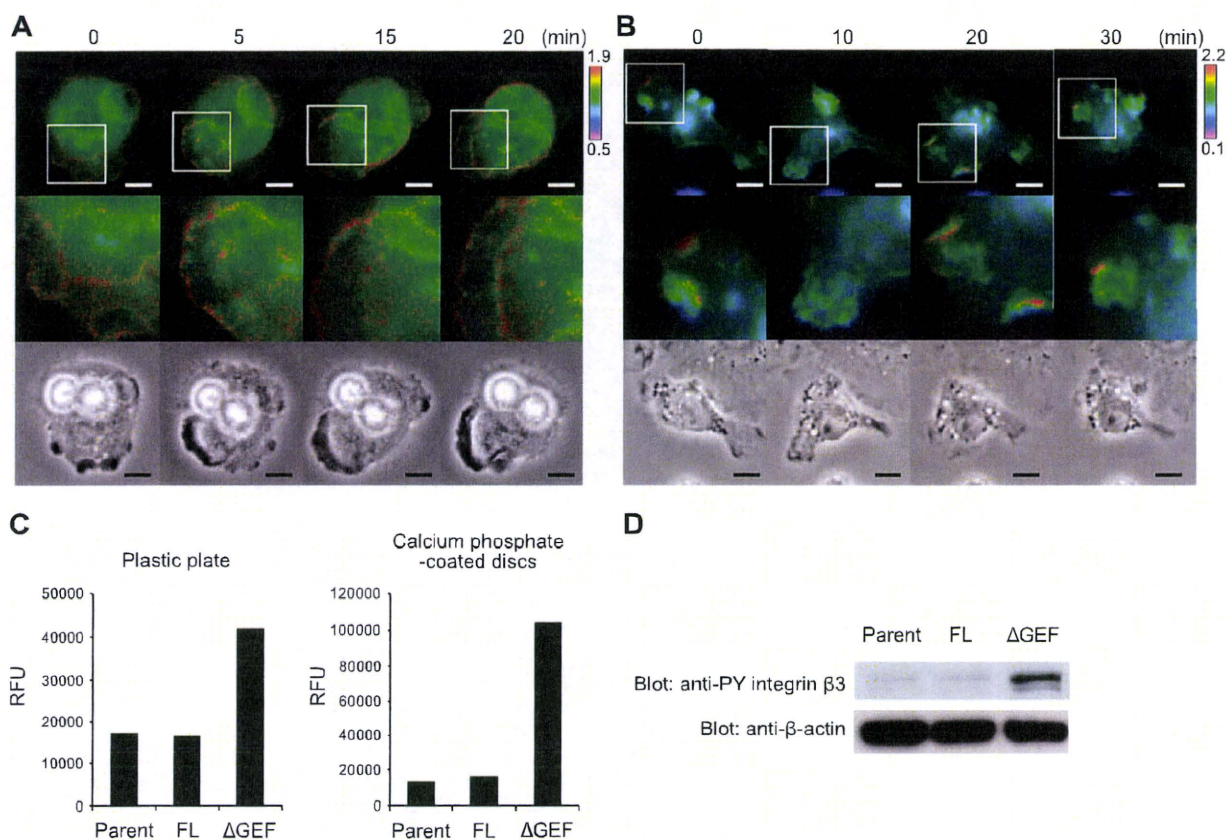 A
0 5 15 20 (min)
1.9
0.5
B
0 10 20 30 (min)
2.2
0.1
C
Plastic plate
RFU
50000
40000
30000
20000
10000
0
Parent FL ΔGEF
Calcium phosphate
-coated discs
RFU
120000
100000
80000
60000
40000
20000
0
Parent FL ΔGEF
D
Parent FL ΔGEF
Blot: anti-PY integrin β3
Blot: anti-β-actin